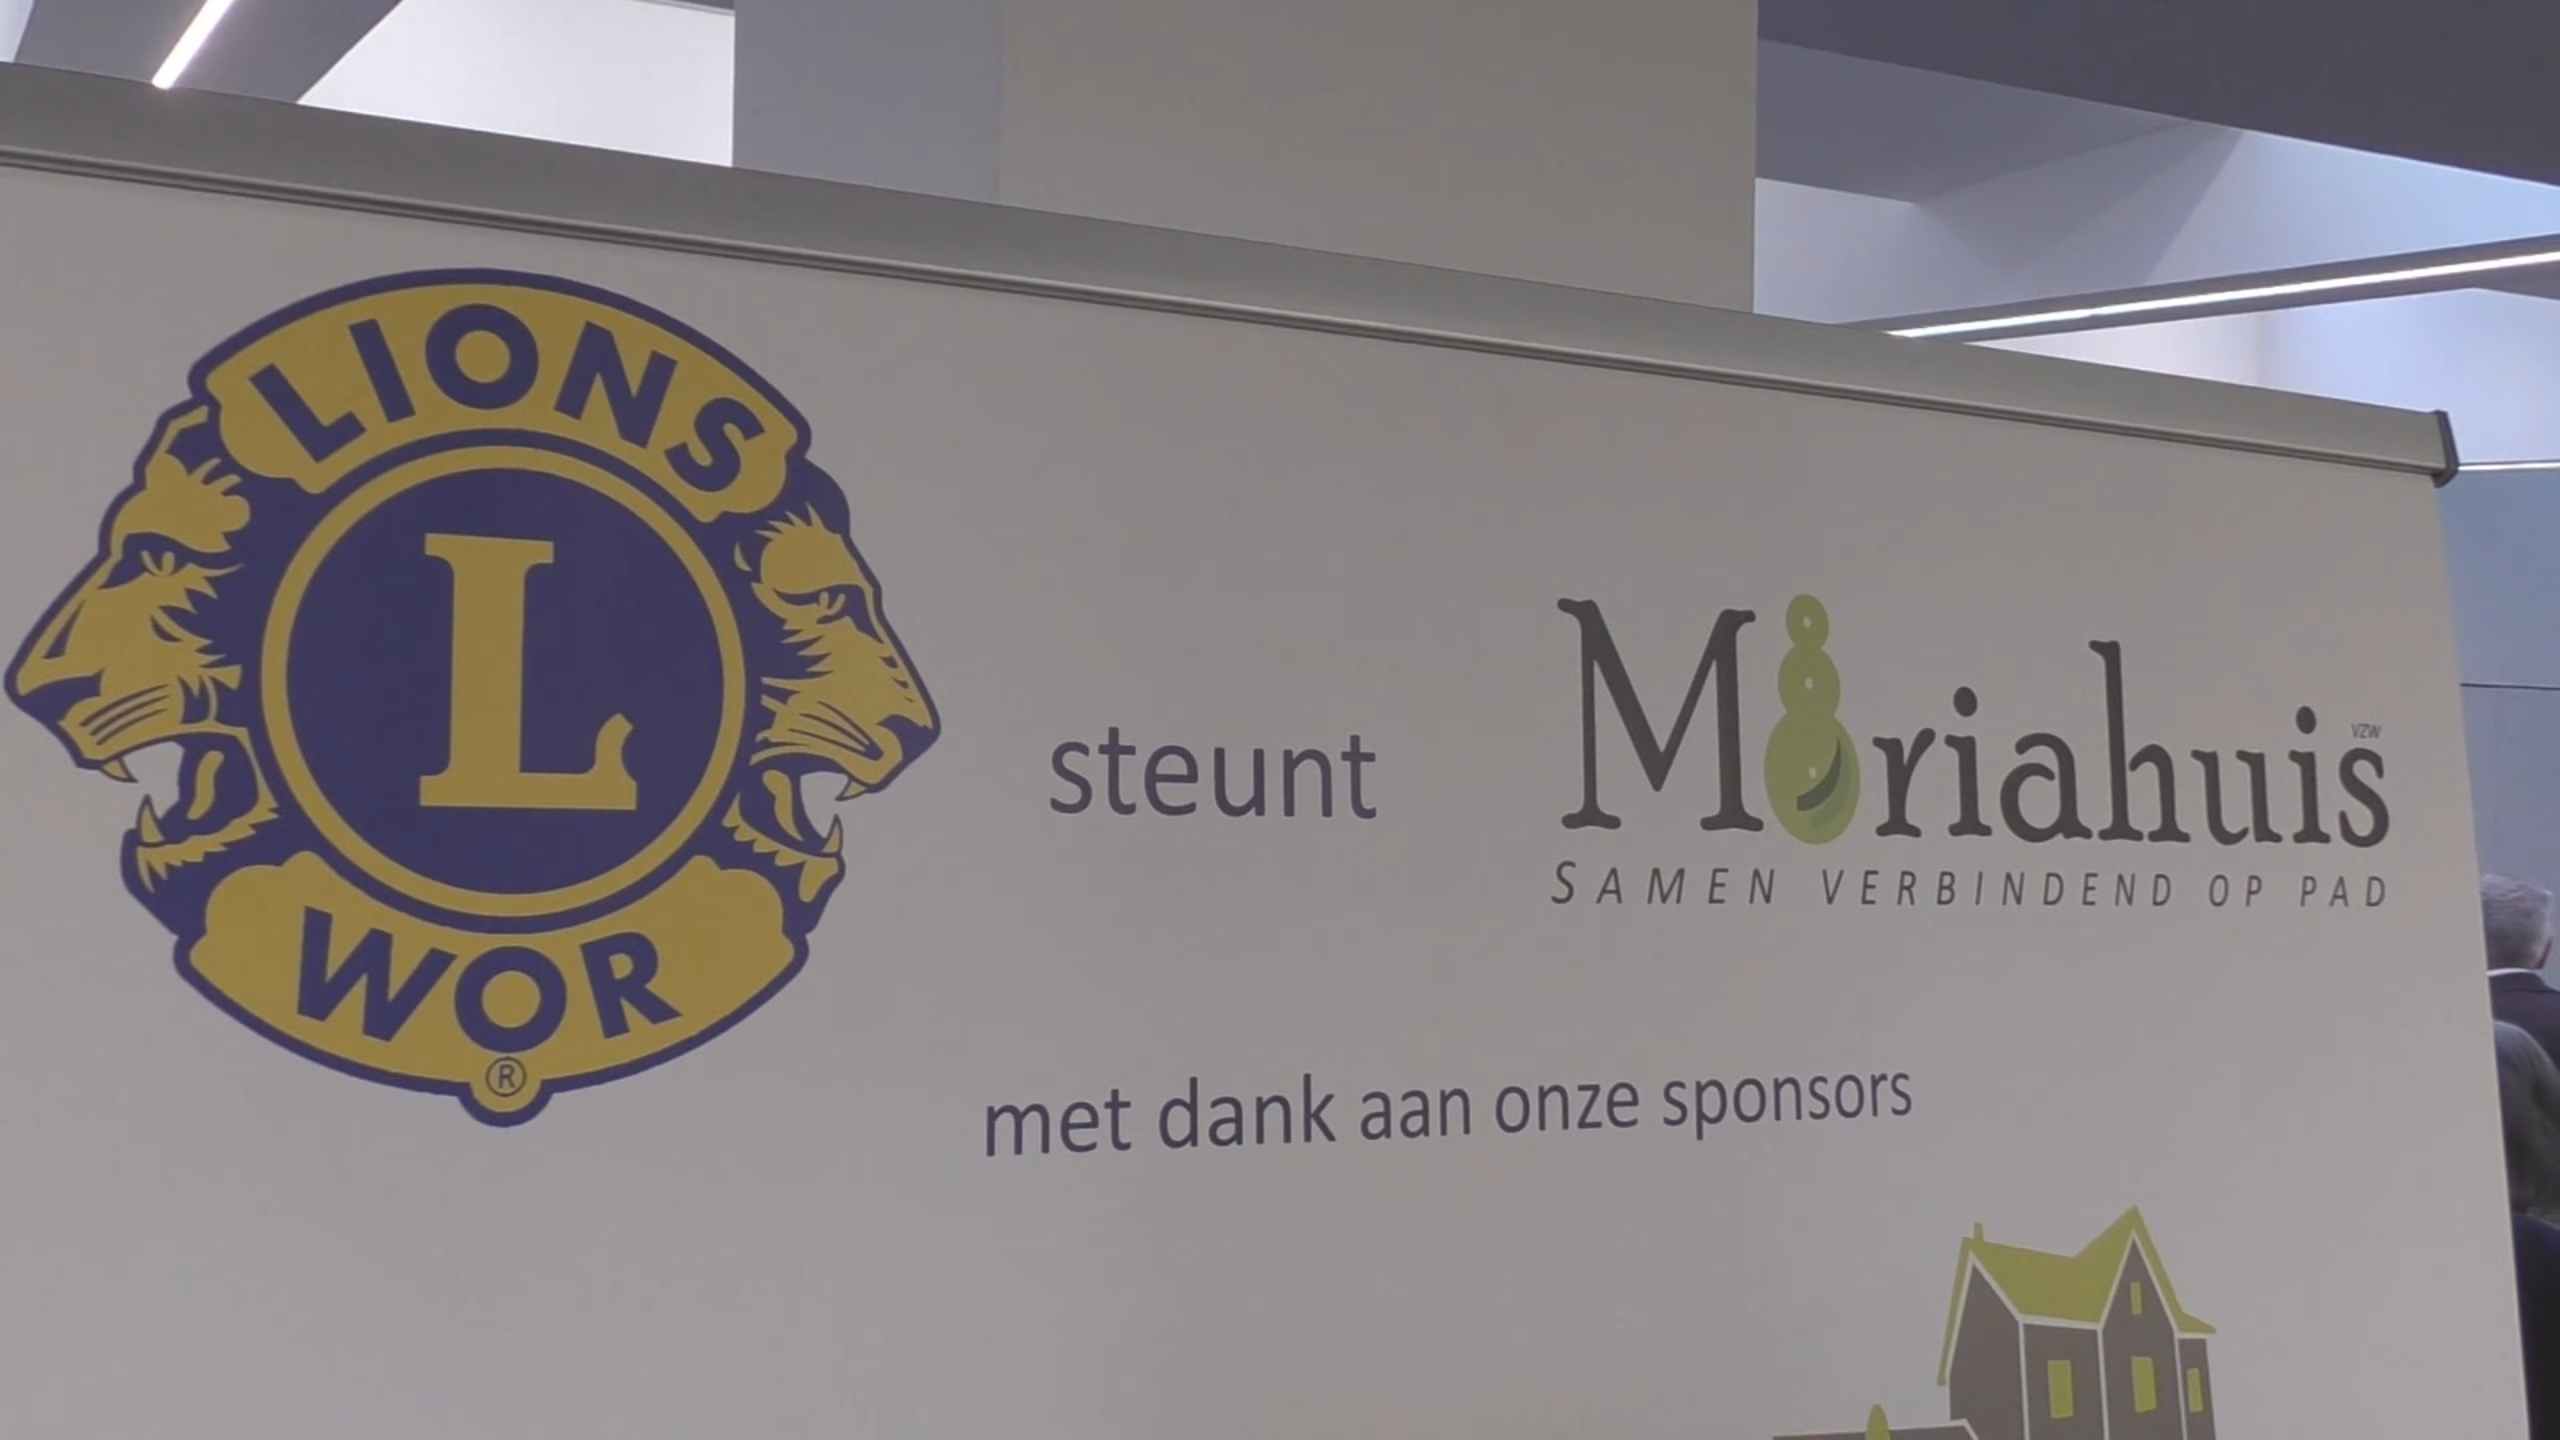 LIONS
L
WOR
®
steunt
Moriahuis
VZW
SAMEN VERBINDEND OP PAD
met dank aan onze sponsors